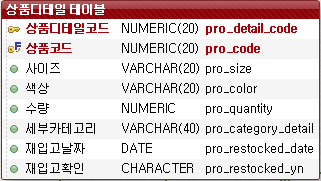 상품디테일 테이블
상품디테일코드 NUMERIC(20) pro_detail_code
상품코드 NUMERIC(20) pro_code
사이즈 VARCHAR(20) pro_size
색상 VARCHAR(20) pro_color
수량 NUMERIC pro_quantity
세부카테고리 VARCHAR(40) pro_category_detail
재입고날짜 DATE pro_restocked_date
재입고확인 CHARACTER pro_restocked_yn